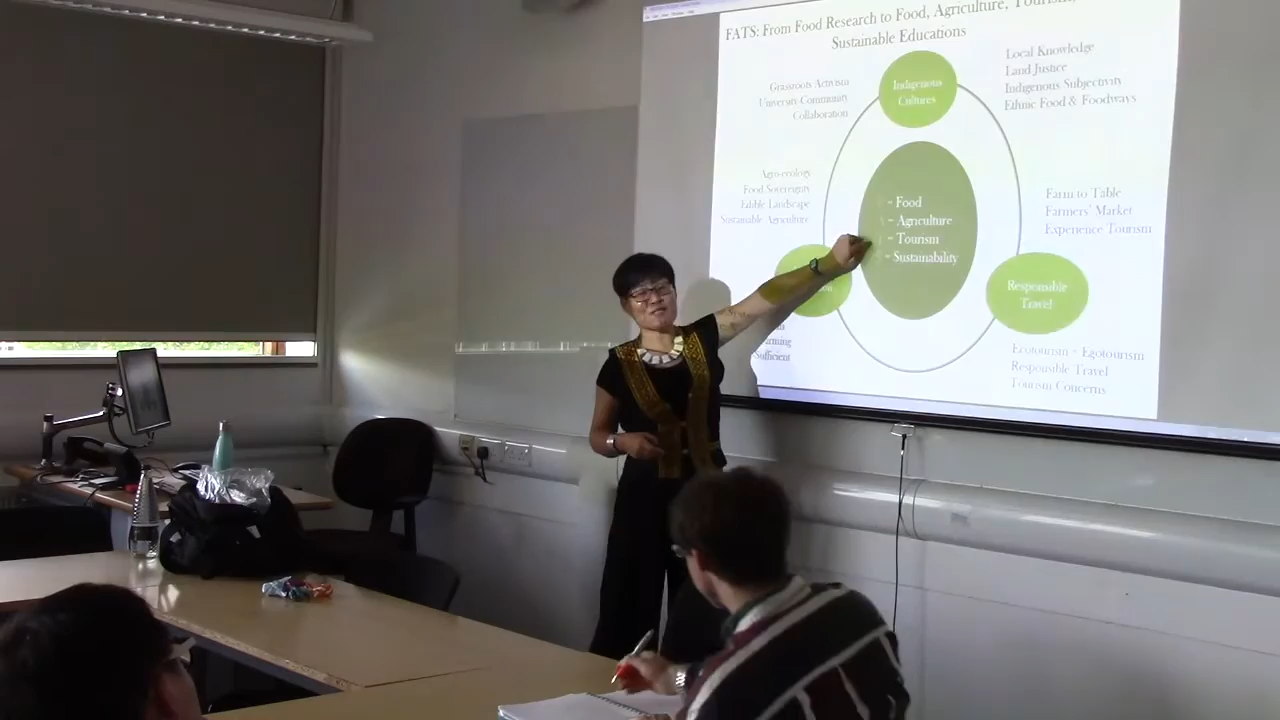 FATS: From Food Research to Food, Agriculture, Tourism,
Sustainable Educations
Indigenous
Cultures
Local Knowledge
Land Justice
Indigenous Subjectivity
Ethnic Food & Foodways
Grassroots Activism
University-Community
Collaboration
Agro-ecology
Food Sovereignty
Edible Landscape
Sustainable Agriculture
- Food
- Agriculture
- Tourism
- Sustainability
Farm to Table
Farmers' Market
Experience Tourism
Responsible
Travel
Sufficient
Ecotourism - Egotourism
Responsible Travel
Tourism Concerns